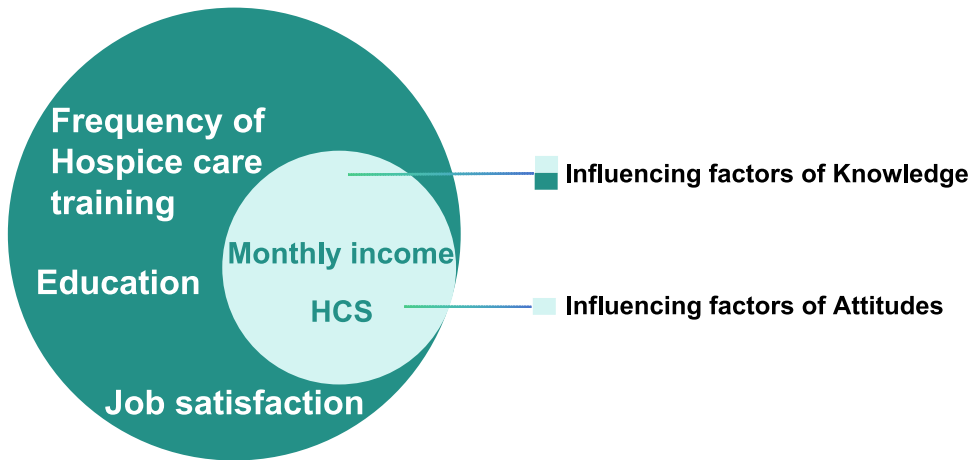 Frequency of
Hospice care
training
Influencing factors of Knowledge
Monthly income
Education
HCS
Influencing factors of Attitudes
Job satisfaction